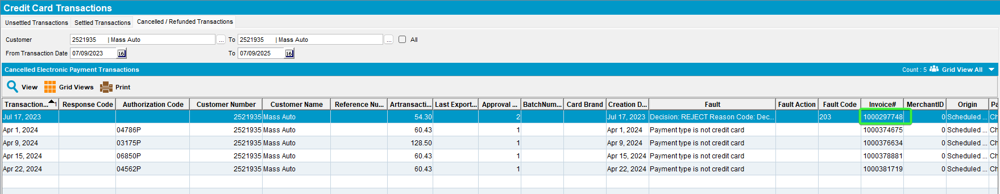 Credit Card Transactions
Unsettled Transactions Settled Transactions Cancelled / Refunded Transactions
Customer 2521935 | Mass Auto ... To 2521935 | Mass Auto ... All
From Transaction Date 07/09/2023 16 To 07/09/2025 16
Cancelled Electronic Payment Transactions Count : 5 Grid View All
View Grid Views Print
Transaction... 1 Response Code Authorization Code Customer Number Customer Name Reference Nu... Artransacti... Last Export... Approval ... BatchNum... Card Brand Creation D... Fault Fault Action Fault Code Invoice# MerchantID Origin Pa
Jul 17, 2023 2521935 Mass Auto 54.30 2 Jul 17, 2023 Decision: REJECT Reason Code: Dec... 203 1000297748 0 Scheduled ... Ch
Apr 1, 2024 04786P 2521935 Mass Auto 60.43 1 Apr 1, 2024 Payment type is not credit card 1000374675 0 Scheduled ... Ch
Apr 9, 2024 03175P 2521935 Mass Auto 128.50 1 Apr 9, 2024 Payment type is not credit card 1000376634 0 Scheduled ... Ch
Apr 15, 2024 06850P 2521935 Mass Auto 60.43 1 Apr 15, 2024 Payment type is not credit card 1000378881 0 Scheduled ... Ch
Apr 22, 2024 04562P 2521935 Mass Auto 60.43 1 Apr 22, 2024 Payment type is not credit card 1000381719 0 Scheduled ... Ch